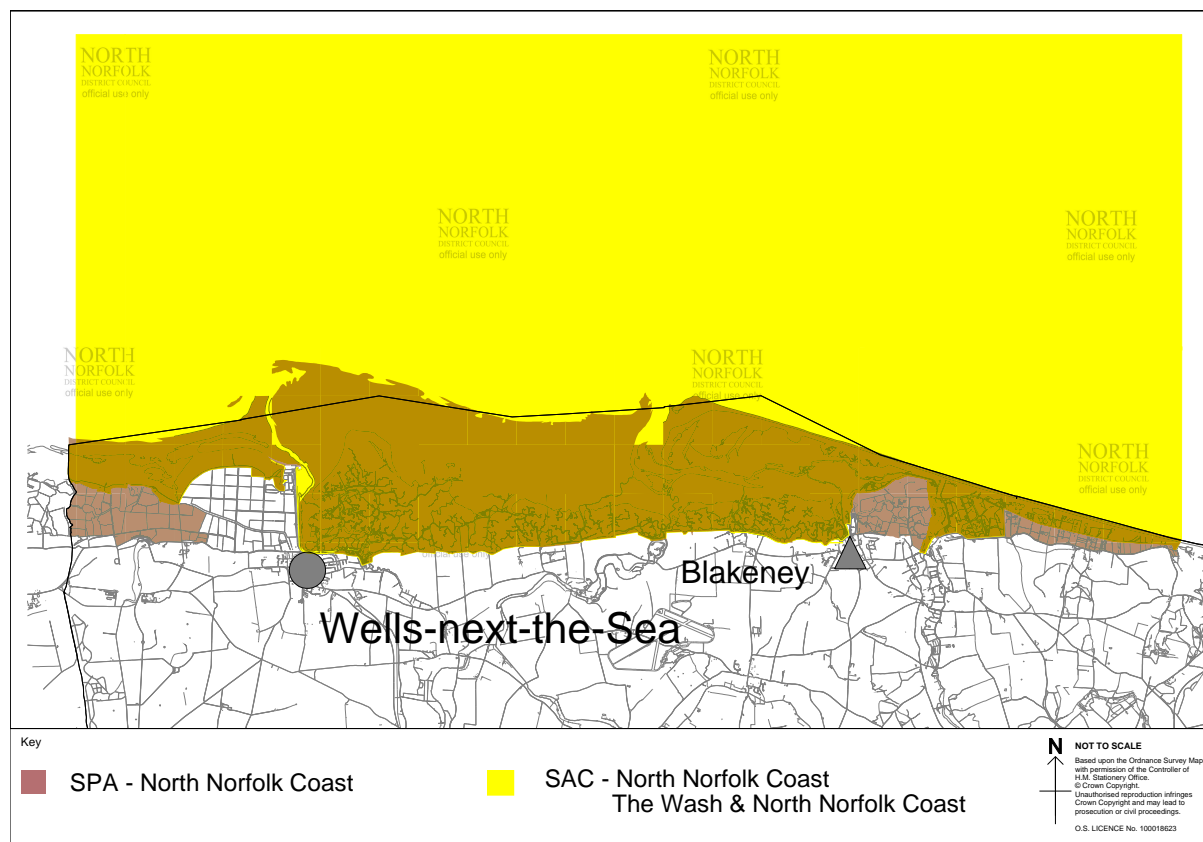 NORTH
NORFOLK
DISTRICT COUNCIL
official use only
NORTH
NORFOLK
DISTRICT COUNCIL
official use only
NORTH
NORFOLK
DISTRICT COUNCIL
official use only
NORTH
NORFOLK
DISTRICT COUNCIL
official use only
NORTH
NORFOLK
DISTRICT COUNCIL
official use only
NORTH
NORFOLK
DISTRICT COUNCIL
official use only
NORTH
NORFOLK
DISTRICT COUNCIL
official use only
official use only
Blakeney
Wells-next-the-Sea
Key
SPA - North Norfolk Coast
SAC - North Norfolk Coast
The Wash & North Norfolk Coast
N
NOT TO SCALE
Based upon the Ordnance Survey Map
with permission of the Controller of
H.M. Stationery Office.
© Crown Copyright.
Unauthorised reproduction infringes
Crown Copyright and may lead to
prosecution or civil proceedings.
O.S. LICENCE No. 100018623